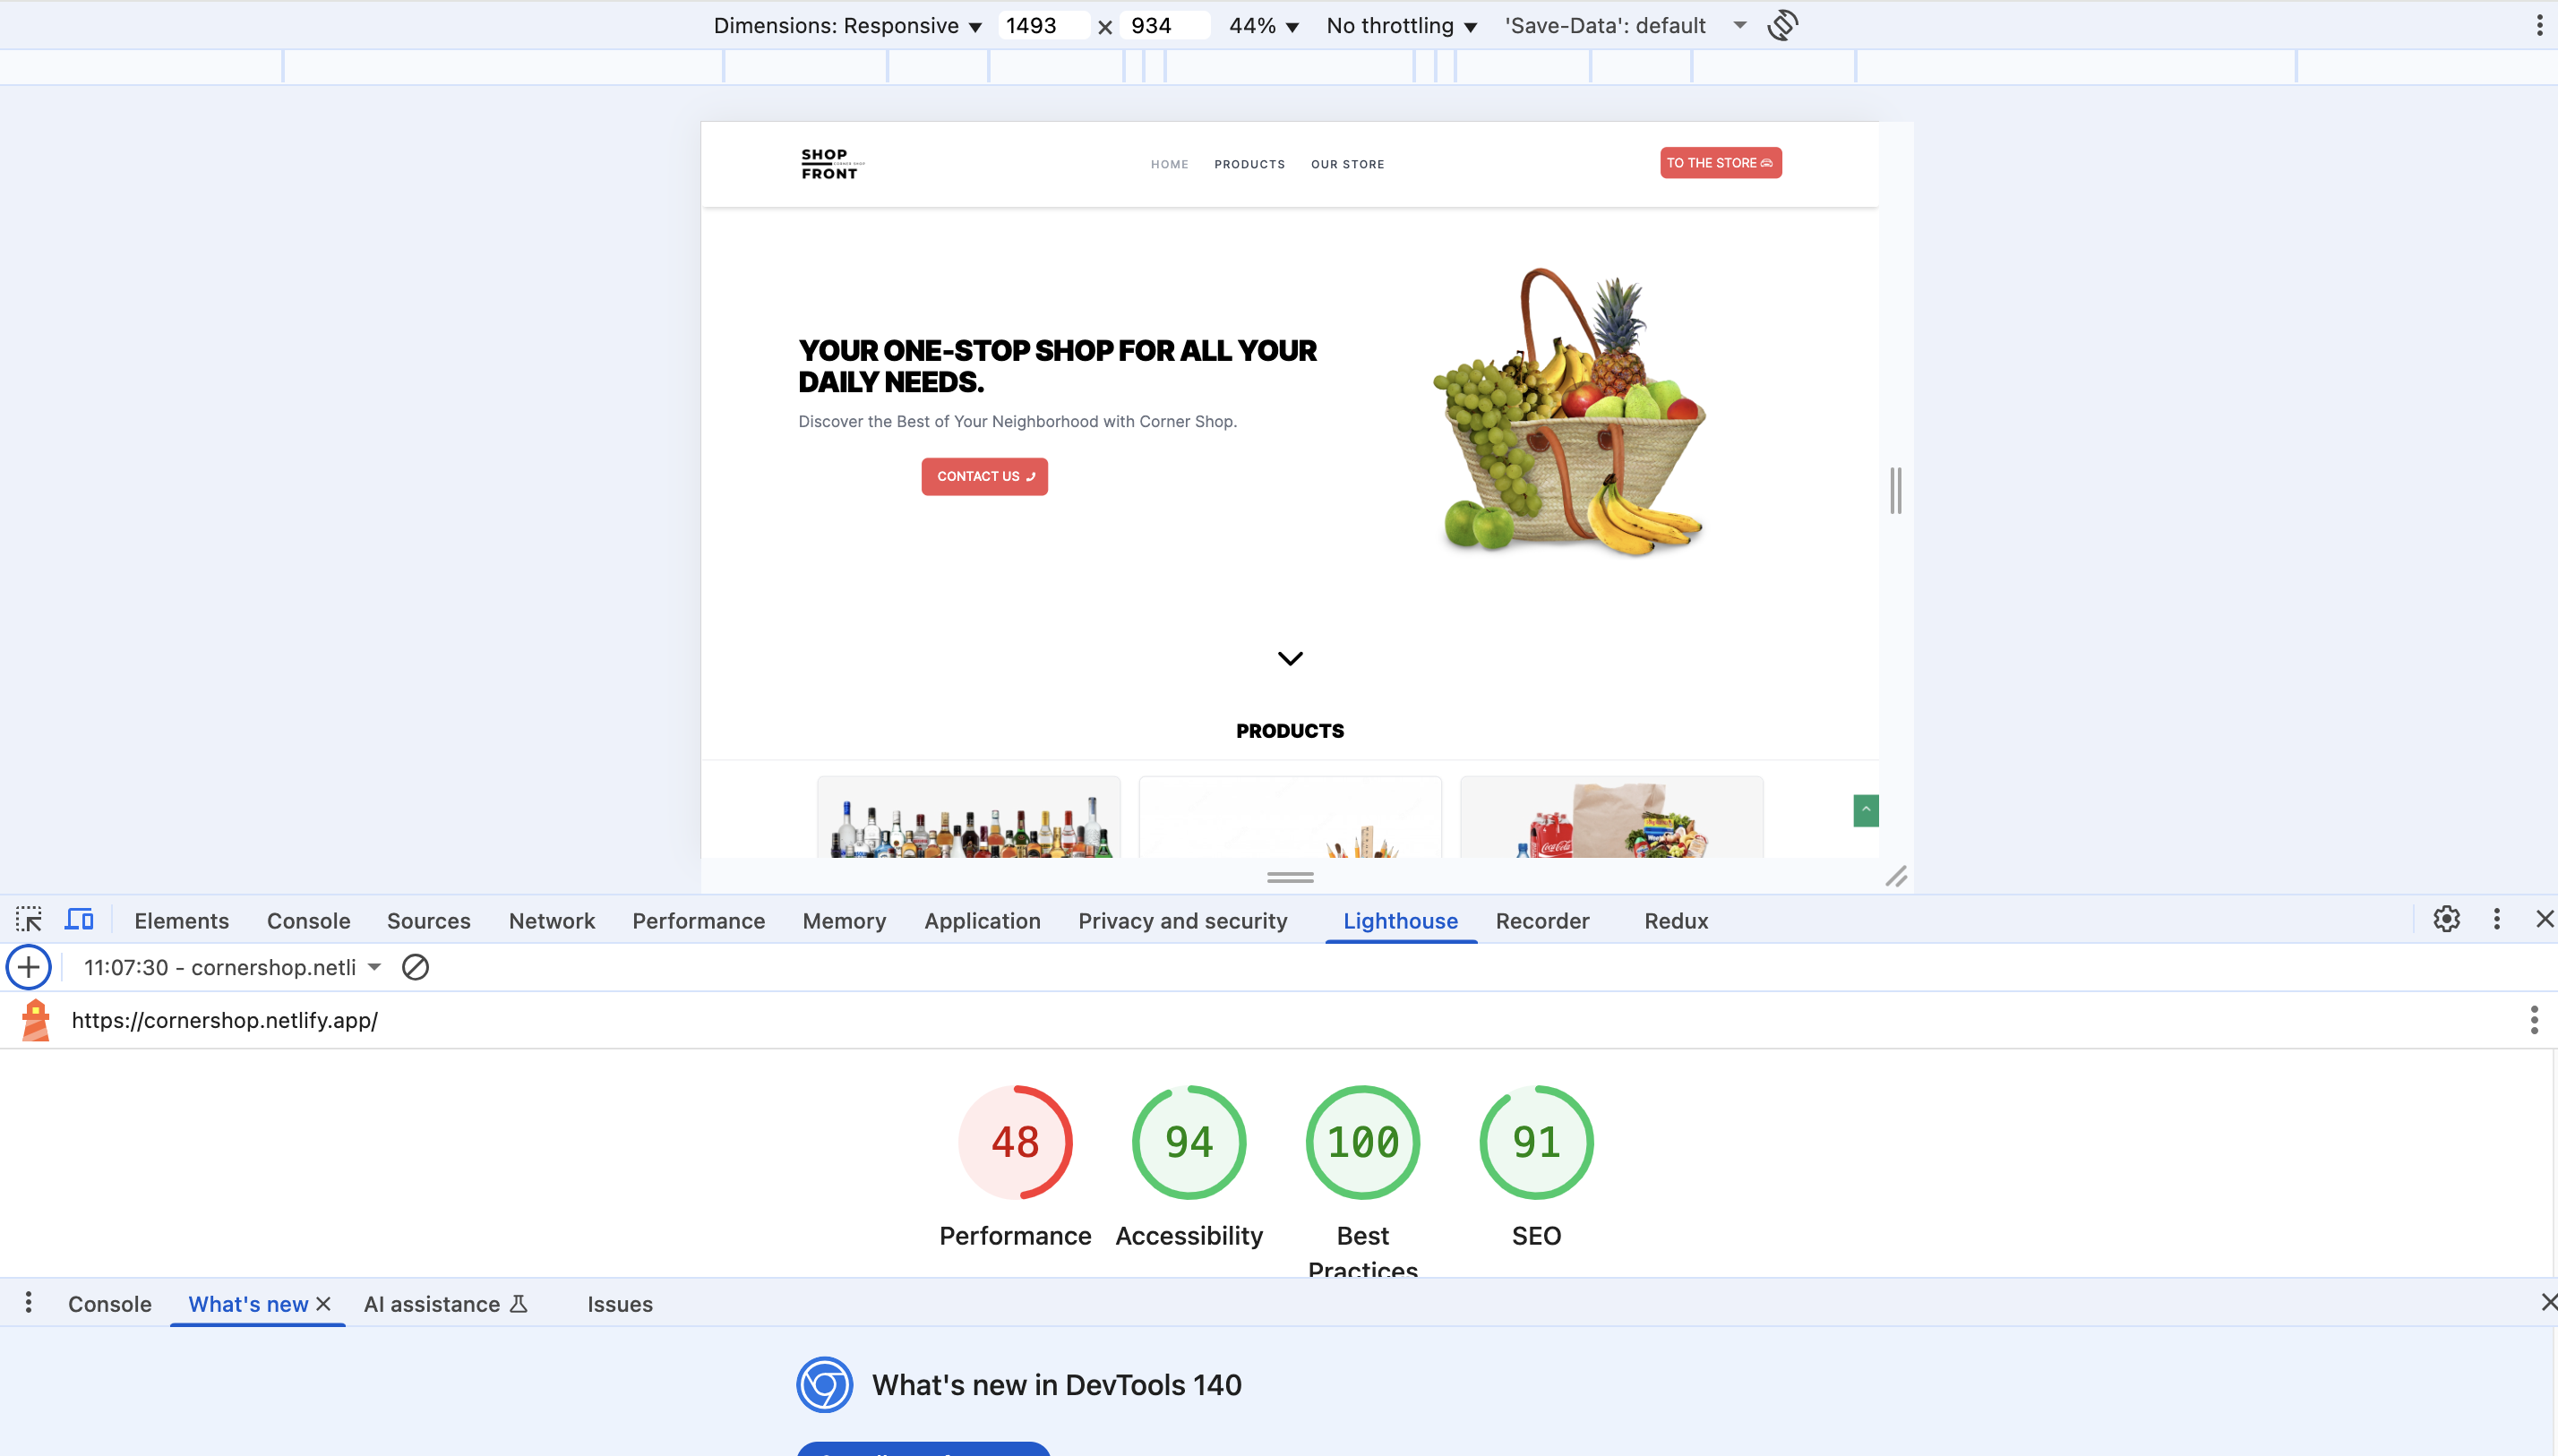 Dimensions: Responsive ▼ 1493 × 934 44% ▼ No throttling ▼ 'Save-Data': default
SHOP
CORNER SHOP
FRONT
HOME PRODUCTS OUR STORE
TO THE STORE
YOUR ONE-STOP SHOP FOR ALL YOUR
DAILY NEEDS.
Discover the Best of Your Neighborhood with Corner Shop.
CONTACT US
PRODUCTS
Coca-Cola
Elements Console Sources Network Performance Memory Application Privacy and security Lighthouse Recorder Redux
11:07:30 - cornershop.netli
https://cornershop.netlify.app/
48 94 100 91
Performance Accessibility Best SEO
Practices
Console What's new AI assistance Issues
What's new in DevTools 140